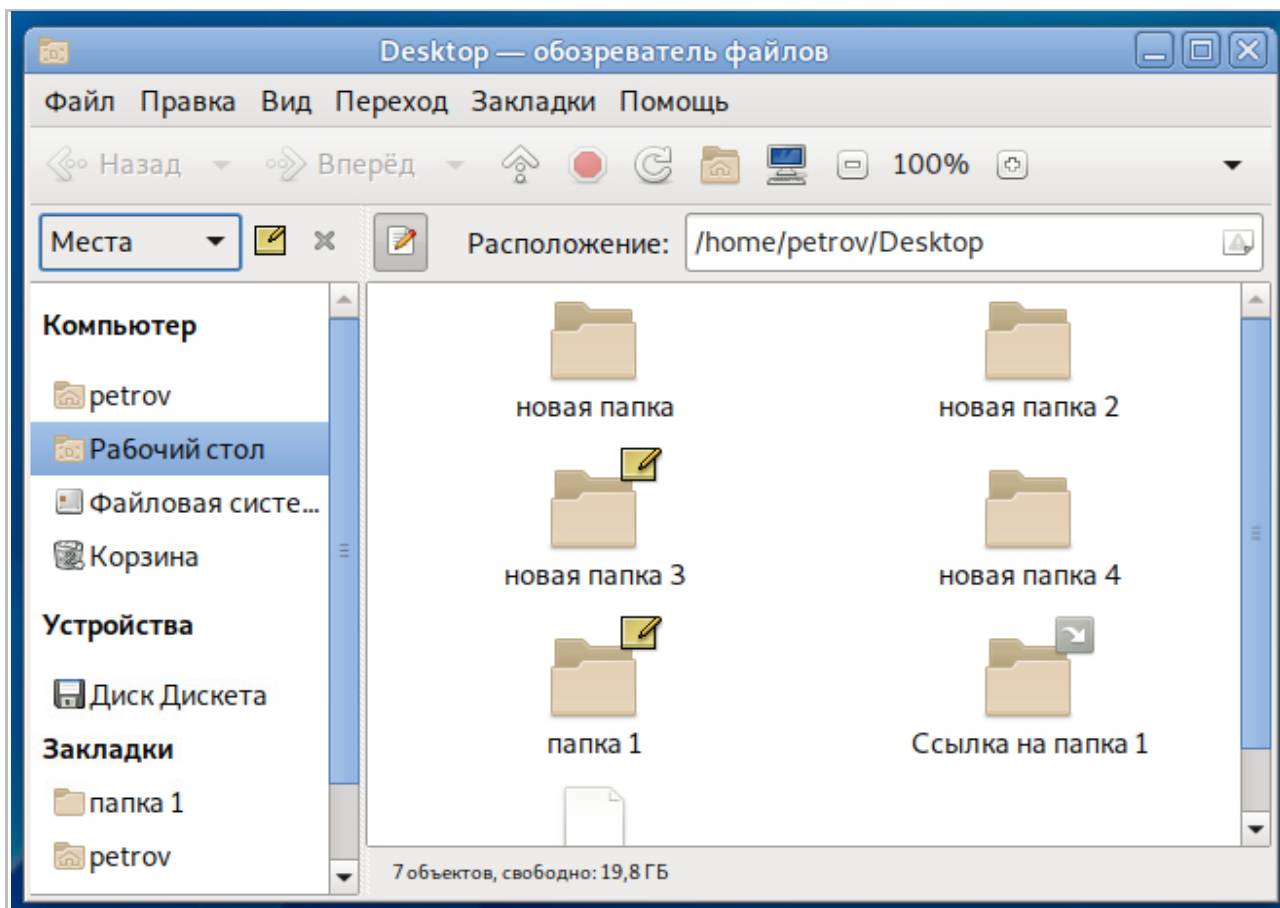 Desktop — обозреватель файлов
Файл Правка Вид Переход Закладки Помощь
Назад Вперёд 100%
Места Расположение: /home/petrov/Desktop
Компьютер
petrov
Рабочий стол
Файловая систе...
Корзина
Устройства
Диск Дискета
Закладки
папка 1
petrov
новая папка новая папка 2
новая папка 3 новая папка 4
папка 1 Ссылка на папка 1
7 объектов, свободно: 19,8 ГБ